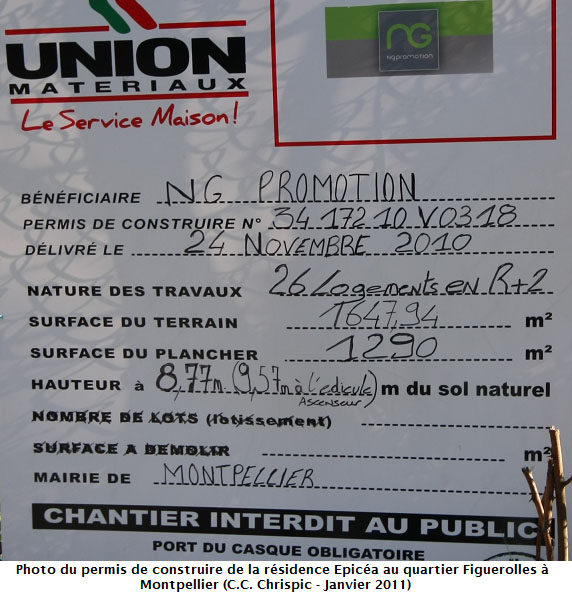 UNION
MATERIAUX
Le Service Maison!
NG
NGpromotion
BÉNÉFICIAIRE NG PROMOTION
PERMIS DE CONSTRUIRE N° 34 172 10 V0318
DÉLIVRÉ LE 24 NOVEMBRE 2010
NATURE DES TRAVAUX 26 Logements en R+2
SURFACE DU TERRAIN 1647,94 m²
SURFACE DU PLANCHER 1290 m²
HAUTEUR à 8,77m (9,57m à l'édicule) m du sol naturel
Ascenseur
NOMBRE DE LOTS (lotissement)
SURFACE A DEMOLIR m²
MAIRIE DE MONTPELLIER
CHANTIER INTERDIT AU PUBLIC
PORT DU CASQUE OBLIGATOIRE
Photo du permis de construire de la résidence Epicéa au quartier Figuerolles à
Montpellier (C.C. Chrispic - Janvier 2011)